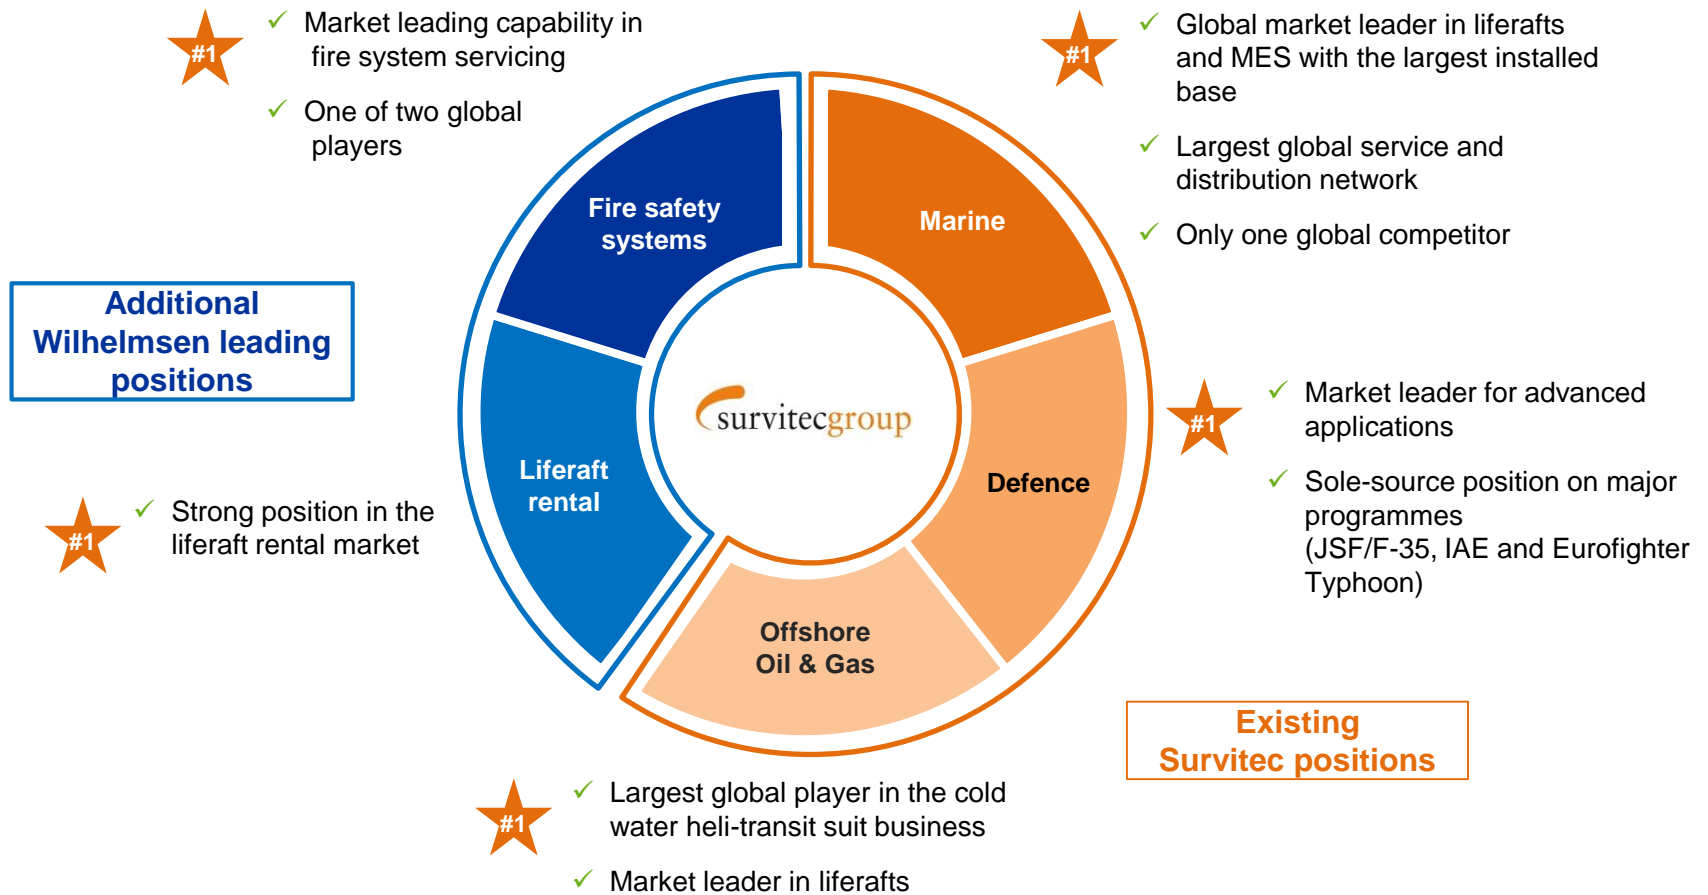 #1
Market leading capability in
fire system servicing
One of two global
players
#1
Global market leader in liferafts
and MES with the largest installed
base
Largest global service and
distribution network
Only one global competitor
Fire safety
systems
Marine
Additional
Wilhelmsen leading
positions
survitecgroup
#1
Market leader for advanced
applications
Sole-source position on major
programmes
(JSF/F-35, IAE and Eurofighter
Typhoon)
Liferaft
rental
Defence
#1
Strong position in the
liferaft rental market
Offshore
Oil & Gas
Existing
Survitec positions
#1
Largest global player in the cold
water heli-transit suit business
Market leader in liferafts